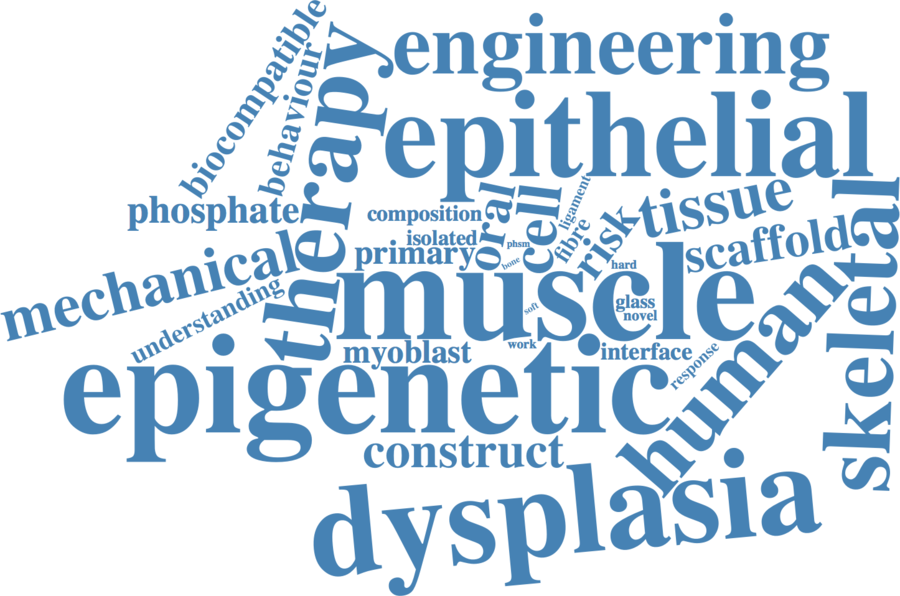 engineering
biocompatible
behaviour
therapy
epithelial
phosphate
composition
oral
cell
ligament
tissue
skeletal
isolated
phsm
fibre
risk
scaffold
mechanical
primary
bone
hard
muscle
understanding
soft
glass
novel
human
work
myoblast
interface
response
epigenetic
construct
dysplasia